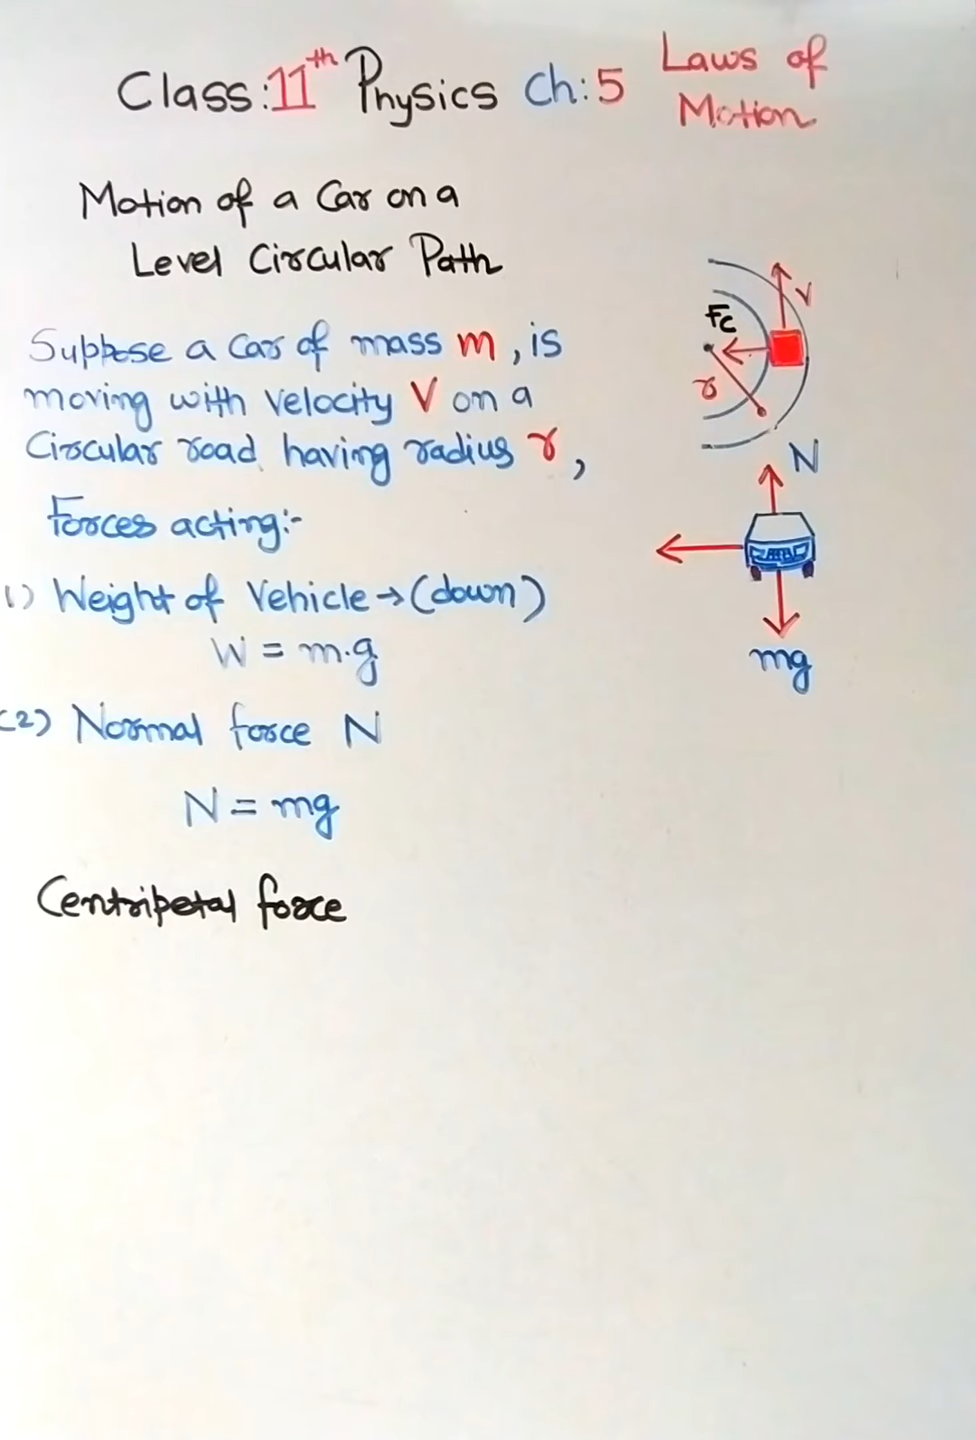 Class: 11th Physics Ch: 5 Laws of Motion
Motion of a Car on a
Level Circular Path
Suppose a Car of mass m, is
moving with velocity V on a
Circular road having radius r,
Forces acting:-
1) Weight of Vehicle → (down)
W = m.g
(2) Normal force N
N = mg
Centripetal force
V
Fc
r
N
mg